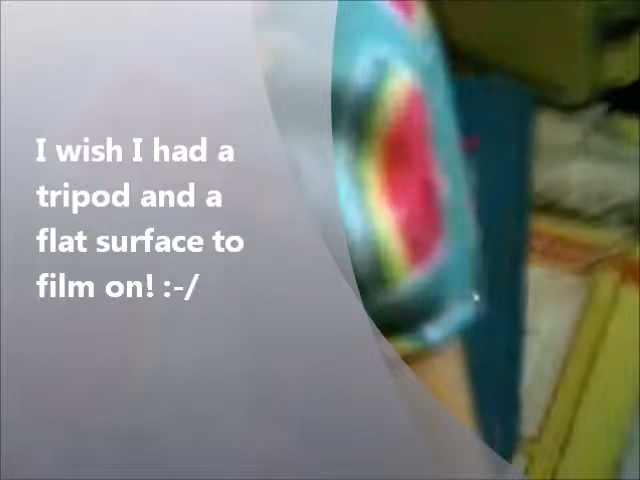 I wish I had a
tripod and a
flat surface to
film on! :-/